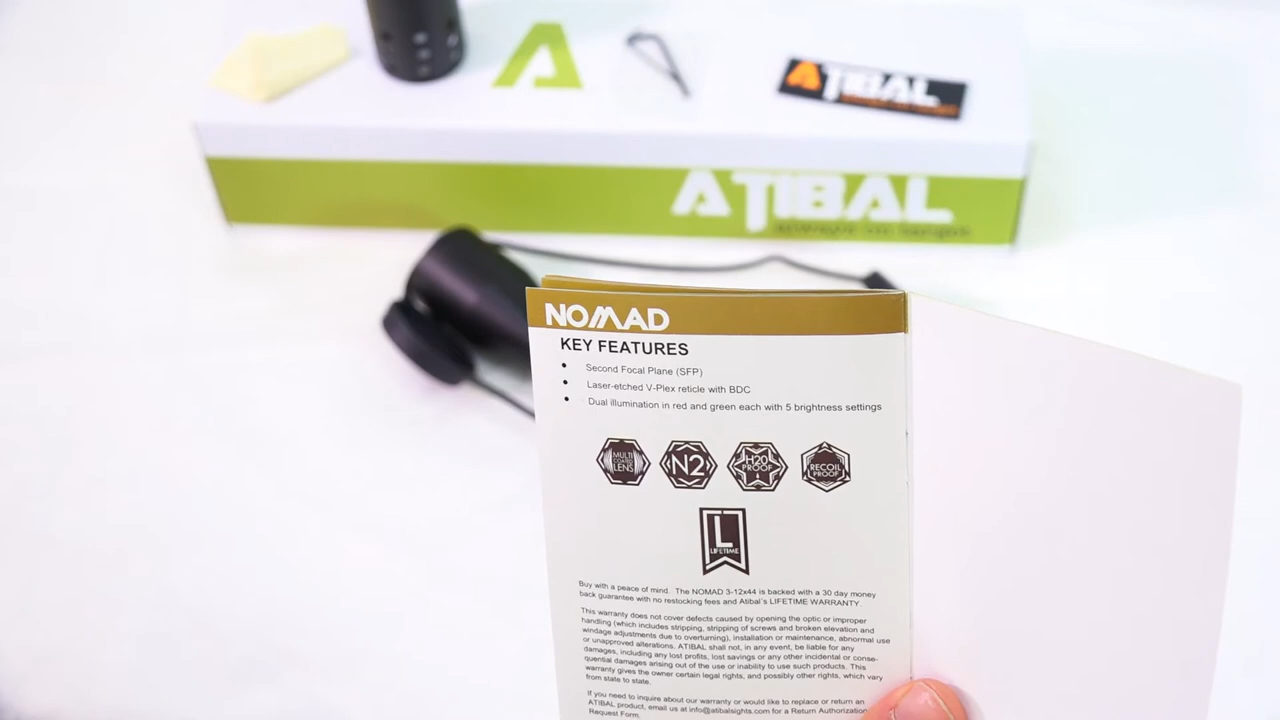 ATIBAL
ATIBAL
always on target
NOMAD
KEY FEATURES
• Second Focal Plane (SFP)
• Laser-etched V-Plex reticle with BDC
• Dual illumination in red and green each with 5 brightness settings
MULTI
COATED
LENS
N2
H20
PROOF
RECOIL
PROOF
L
LIFETIME
Buy with a peace of mind. The NOMAD 3-12x44 is backed with a 30 day money
back guarantee with no restocking fees and Atibal's LIFETIME WARRANTY.
This warranty does not cover defects caused by opening the optic or improper
handling (which includes stripping, stripping of screws and broken elevation and
windage adjustments due to overturning), installation or maintenance, abnormal use
or unapproved alterations. ATIBAL shall not, in any event, be liable for any
damages, including any lost profits, lost savings or any other incidental or conse-
quential damages arising out of the use or inability to use such products. This
warranty gives the owner certain legal rights, and possibly other rights, which vary
from state to state.
If you need to inquire about our warranty or would like to replace or return an
ATIBAL product, email us at info@atibalsights.com for a Return Authorization
Request Form.